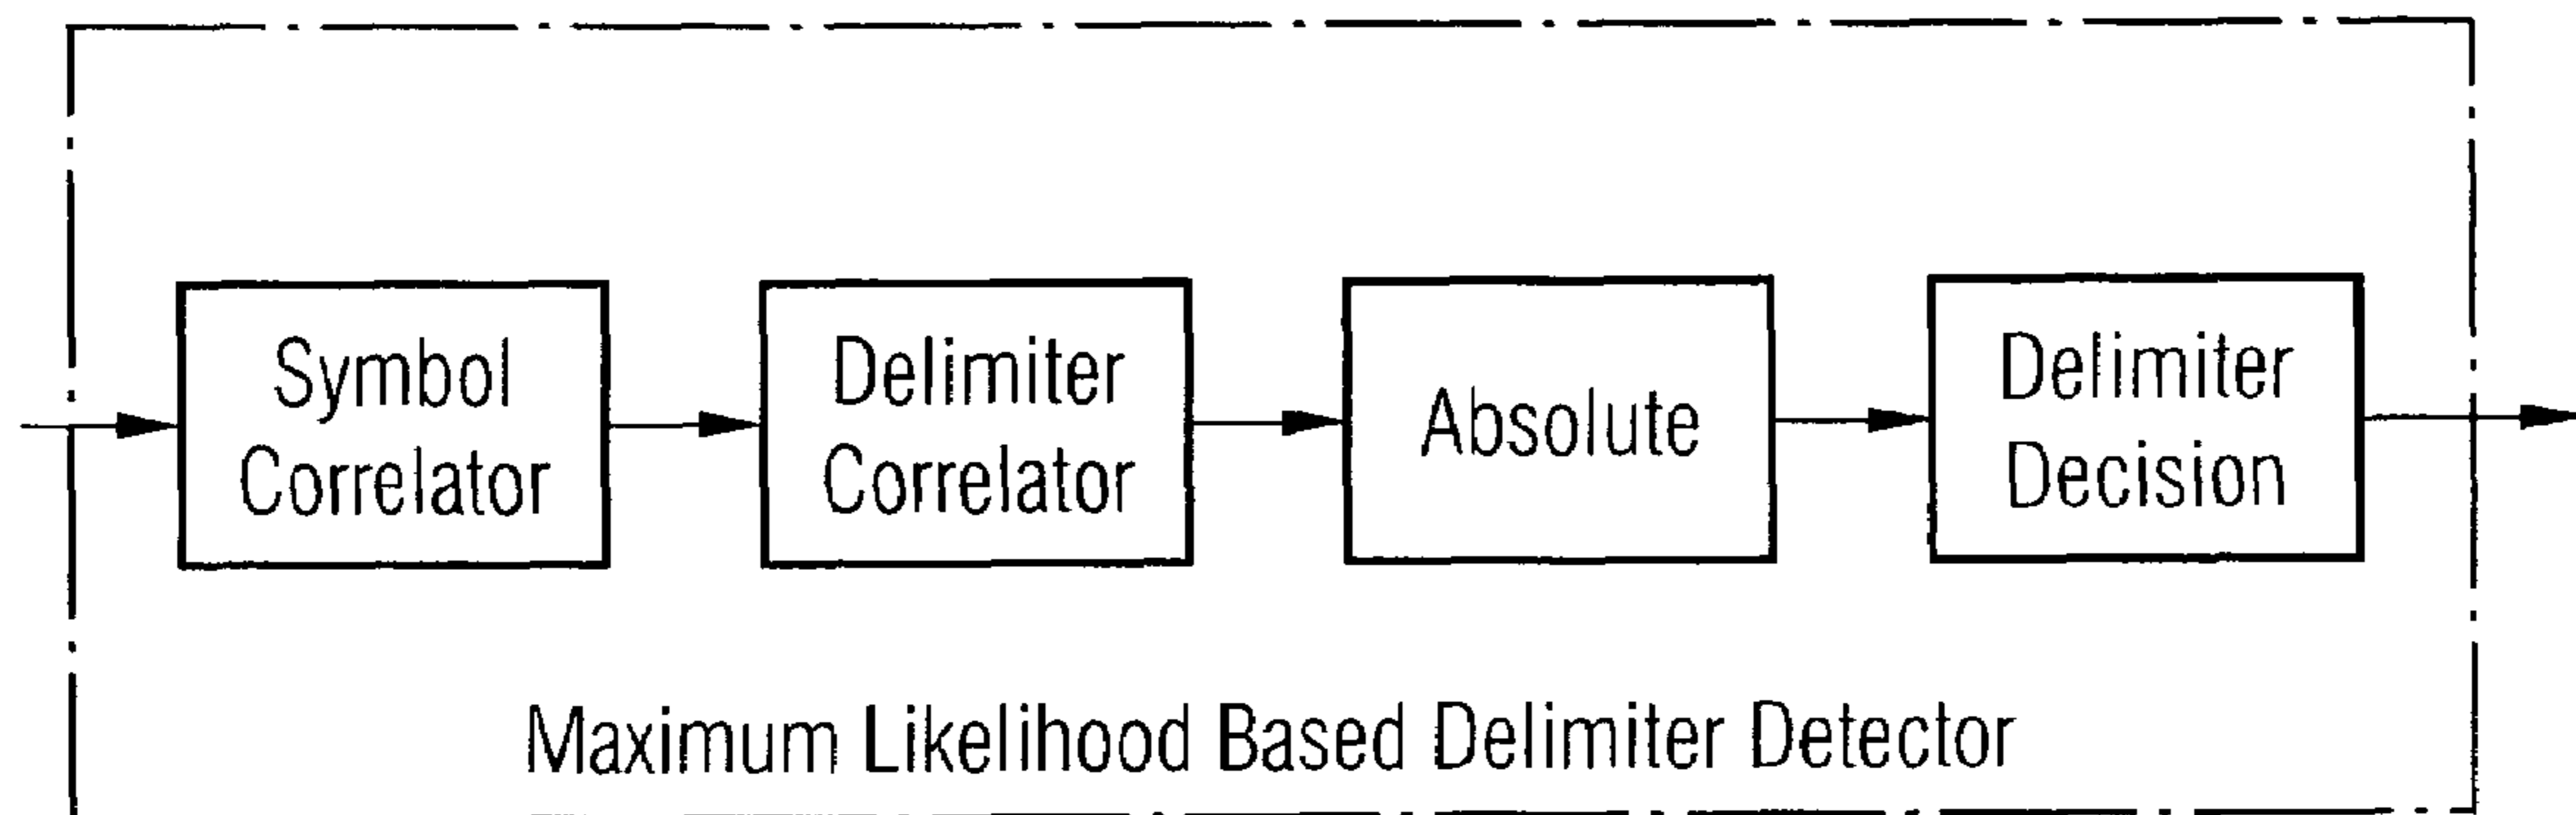 Symbol
Correlator
Delimiter
Correlator
Absolute
Delimiter
Decision
Maximum Likelihood Based Delimiter Detector